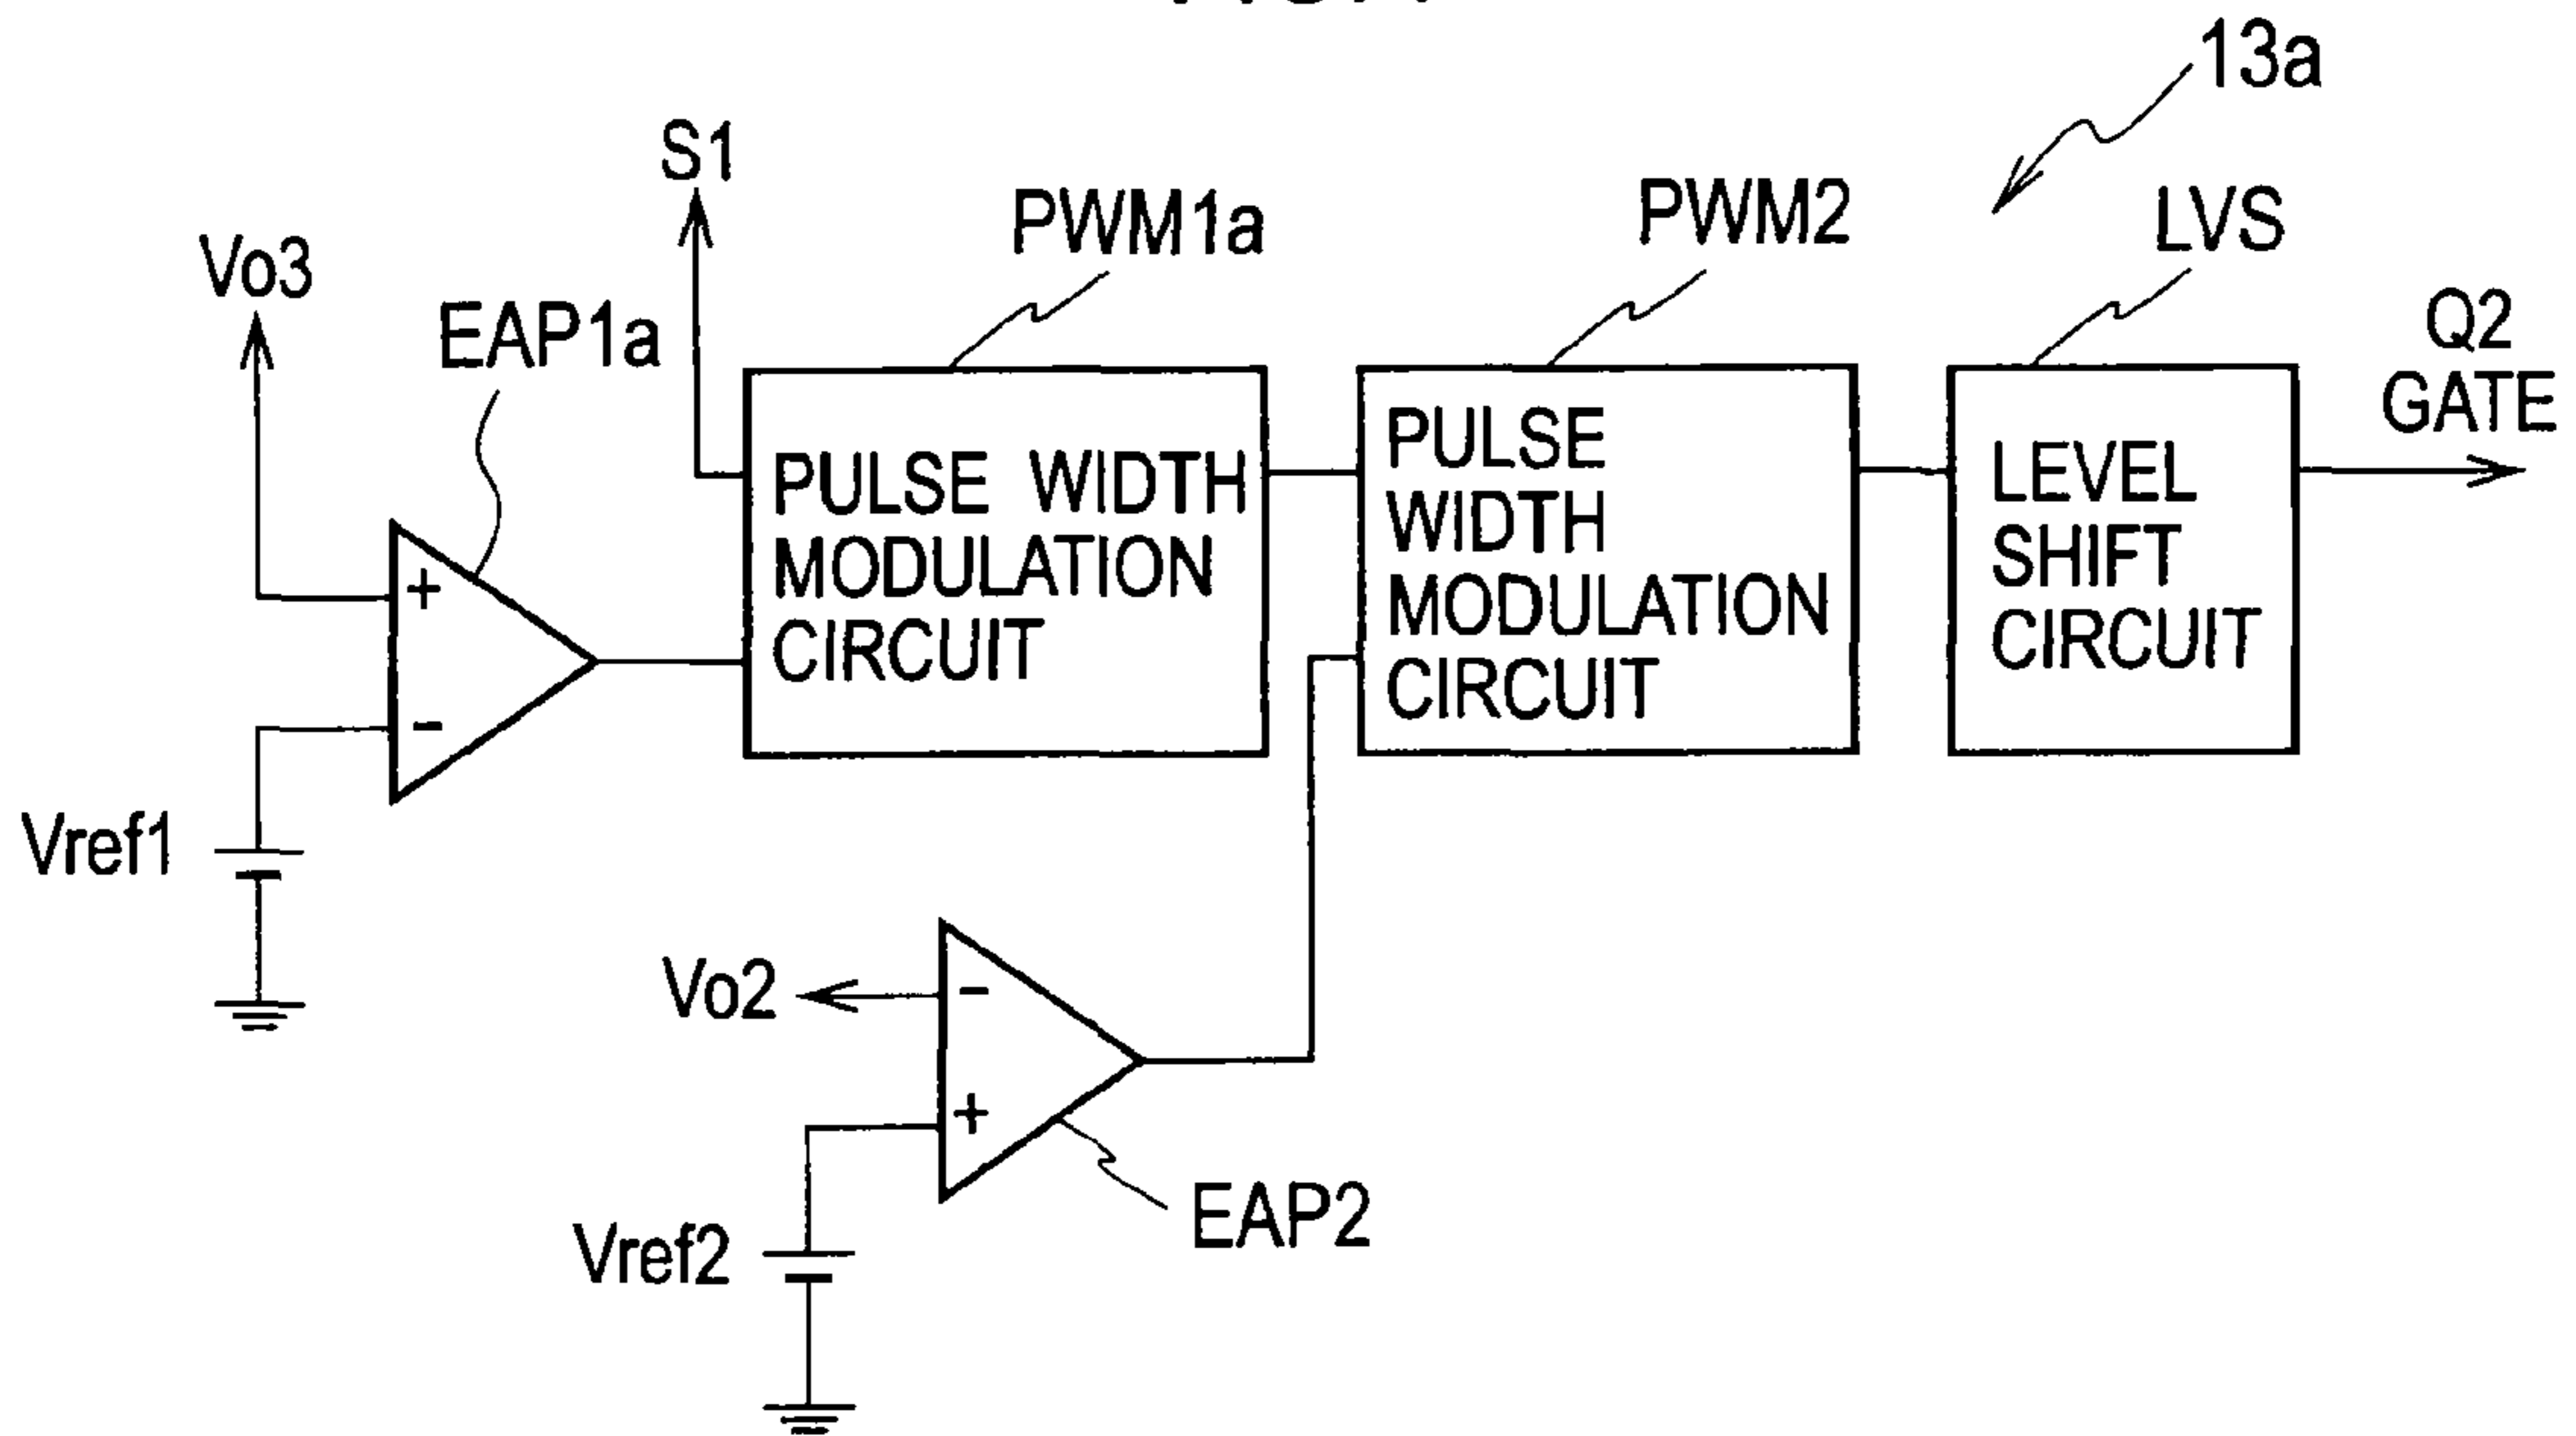 13a
S1
PWM1a
PWM2
LVS
Vo3
EAP1a
Q2
GATE
PULSE WIDTH
MODULATION
CIRCUIT
PULSE
WIDTH
MODULATION
CIRCUIT
LEVEL
SHIFT
CIRCUIT
+
-
Vref1
Vo2
-
+
EAP2
Vref2